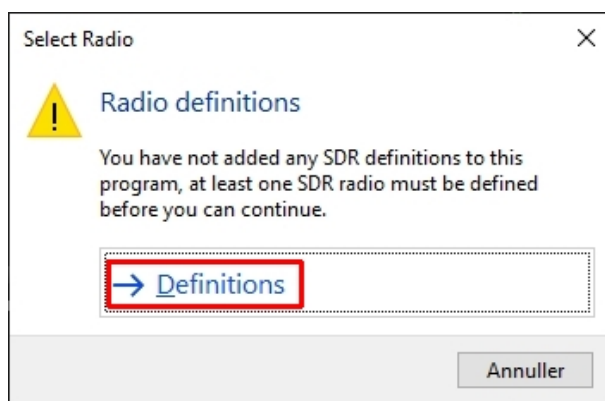 Select Radio
Radio definitions
You have not added any SDR definitions to this
program, at least one SDR radio must be defined
before you can continue.
→ Definitions
Annuller